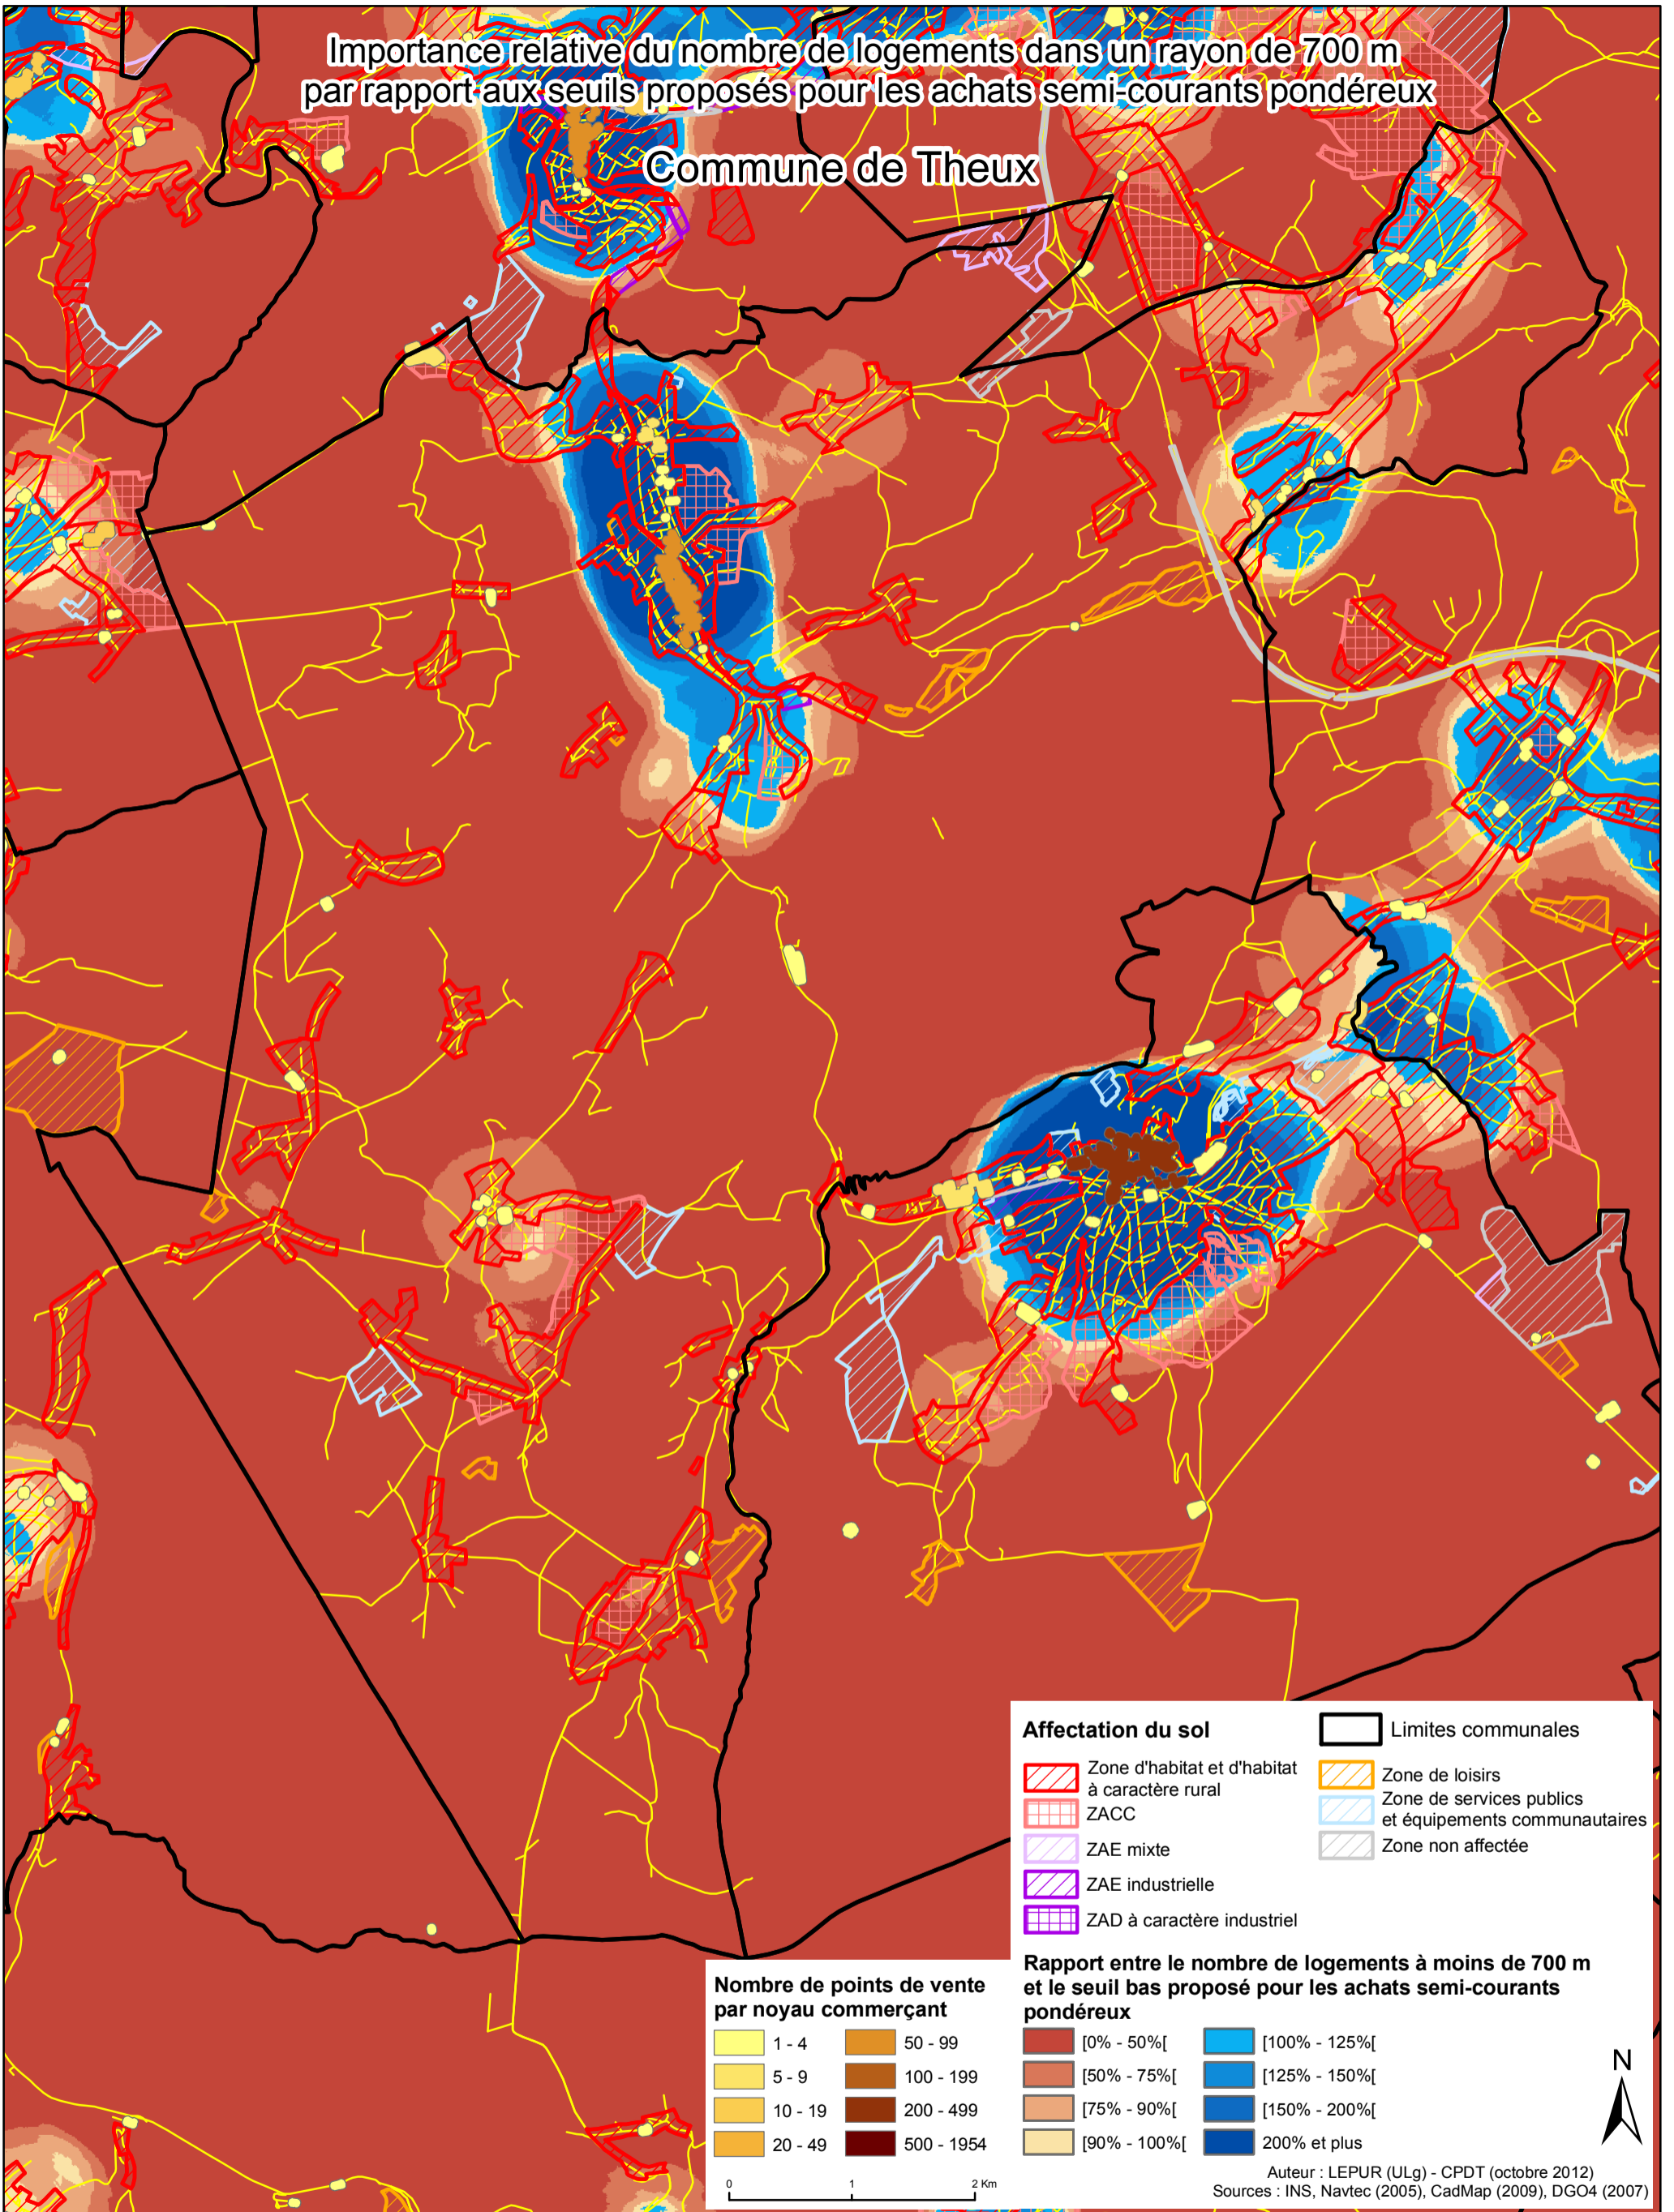 Importance relative du nombre de logements dans un rayon de 700 m
par rapport aux seuils proposés pour les achats semi-courants pondéreux
Commune de Theux
Affectation du sol
Zone d'habitat et d'habitat
à caractère rural
ZACC
ZAE mixte
ZAE industrielle
ZAD à caractère industriel
Limites communales
Zone de loisirs
Zone de services publics
et équipements communautaires
Zone non affectée
Nombre de points de vente
par noyau commerçant
1 - 4
5 - 9
10 - 19
20 - 49
50 - 99
100 - 199
200 - 499
500 - 1954
Rapport entre le nombre de logements à moins de 700 m
et le seuil bas proposé pour les achats semi-courants
pondéreux
[0% - 50%[
[50% - 75%[
[75% - 90%[
[90% - 100%[
[100% - 125%[
[125% - 150%[
[150% - 200%[
200% et plus
N
0 1 2 Km
Auteur : LEPUR (ULg) - CPDT (octobre 2012)
Sources : INS, Navtec (2005), CadMap (2009), DGO4 (2007)